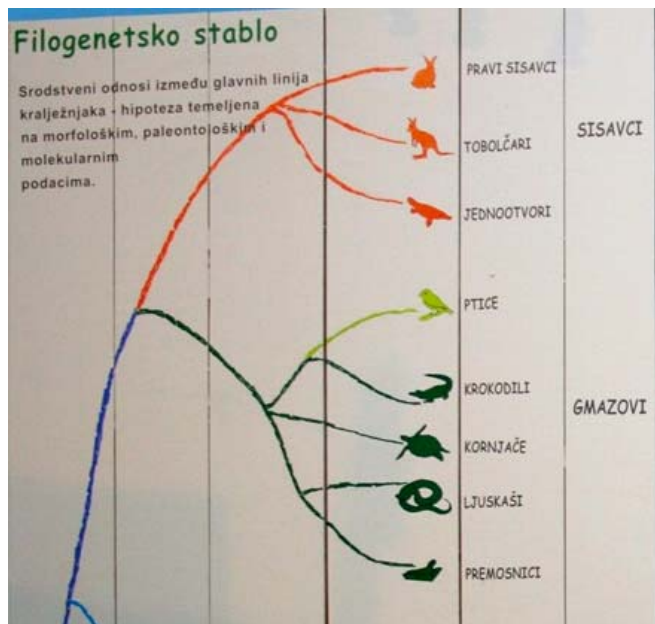 Filogenetsko stablo
Srodstveni odnosi između glavnih linija
kralježnjaka - hipoteza temeljena
na morfološkim, paleontološkim i
molekularnim
podacima.
PRAVI SISAVCI
TOBOLČARI
SISAVCI
JEDNOOTVORI
PTICE
KROKODILI
GMAZOVI
KORNJAČE
LJUSKAŠI
PREMOSNICI